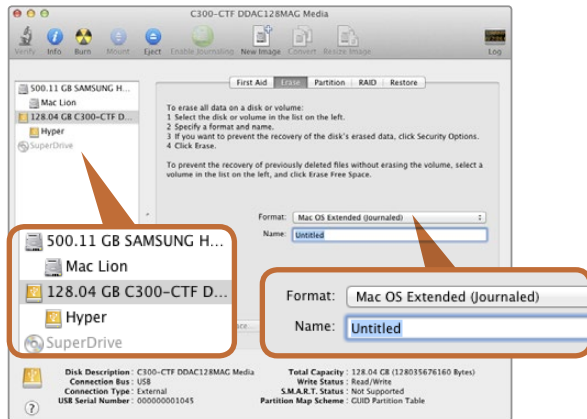 C300-CTF DDAC128MAG Media
Verify Info Burn Mount Eject Enable Journaling New Image Convert Resize Image Log
First Aid Erase Partition RAID Restore
500.11 GB SAMSUNG H...
Mac Lion
128.04 GB C300-CTF D...
Hyper
SuperDrive
To erase all data on a disk or volume:
1 Select the disk or volume in the list on the left.
2 Specify a format and name.
3 If you want to prevent the recovery of the disk's erased data, click Security Options.
4 Click Erase.
To prevent the recovery of previously deleted files without erasing the volume, select a
volume in the list on the left, and click Erase Free Space.
Format: Mac OS Extended (Journaled)
Name: Untitled
500.11 GB SAMSUNG H...
Mac Lion
128.04 GB C300-CTF D...
Hyper
SuperDrive
Format: Mac OS Extended (Journaled)
Name: Untitled
Disk Description : C300-CTF DDAC128MAG Media
Connection Bus : USB
Connection Type : External
USB Serial Number : 000000001045
Total Capacity : 128.04 GB (128035676160 Bytes)
Write Status : Read/Write
S.M.A.R.T. Status : Not Supported
Partition Map Scheme : GUID Partition Table
?